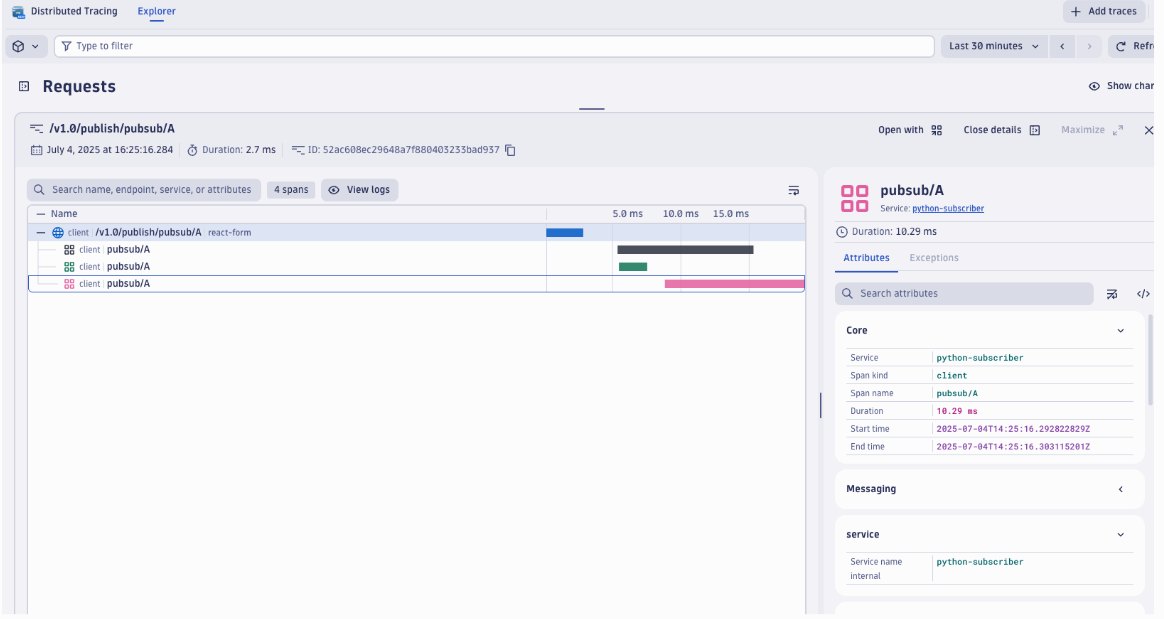 Distributed Tracing Explorer Add traces
Type to filter Last 30 minutes Refr
Requests Show char
/v1.0/publish/pubsub/A Open with Close details Maximize
July 4, 2025 at 16:25:16.284 Duration: 2.7 ms ID: 52ac608ec29648a7f880403233bad937
Search name, endpoint, service, or attributes 4 spans View logs
Name 5.0 ms 10.0 ms 15.0 ms
client /v1.0/publish/pubsub/A react-form
client pubsub/A
client pubsub/A
client pubsub/A
pubsub/A
Service: python-subscriber
Duration: 10.29 ms
Attributes Exceptions
Search attributes </>
Core
Service python-subscriber
Span kind client
Span name pubsub/A
Duration 10.29 ms
Start time 2025-07-04T14:25:16.292822829Z
End time 2025-07-04T14:25:16.303115201Z
Messaging
service
Service name python-subscriber
internal